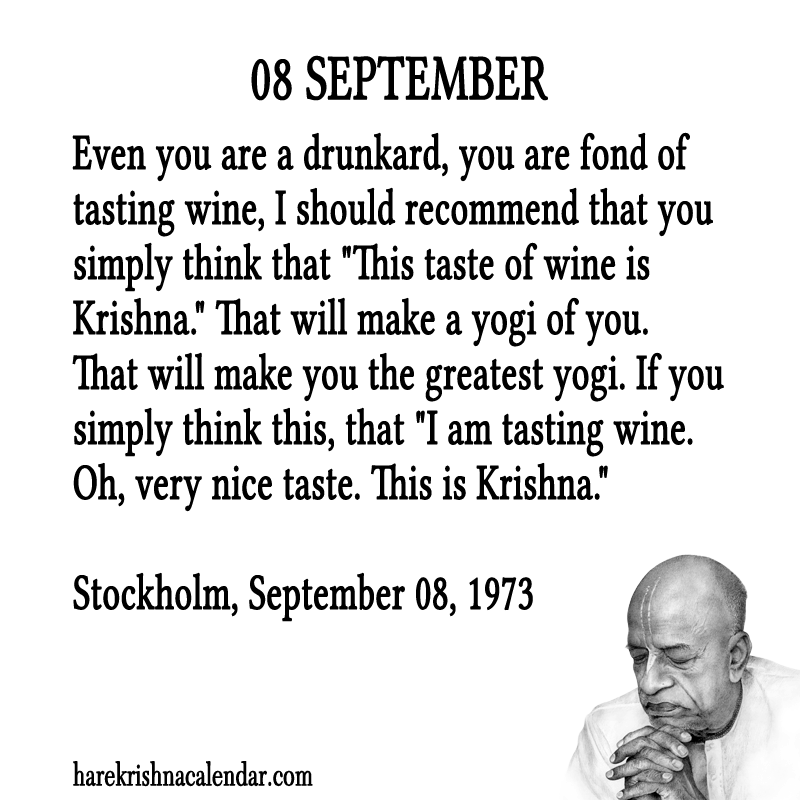 08 SEPTEMBER
Even you are a drunkard, you are fond of
tasting wine, I should recommend that you
simply think that "This taste of wine is
Krishna." That will make a yogi of you.
That will make you the greatest yogi. If you
simply think this, that "I am tasting wine.
Oh, very nice taste. This is Krishna."
Stockholm, September 08, 1973
harekrishnacalendar.com